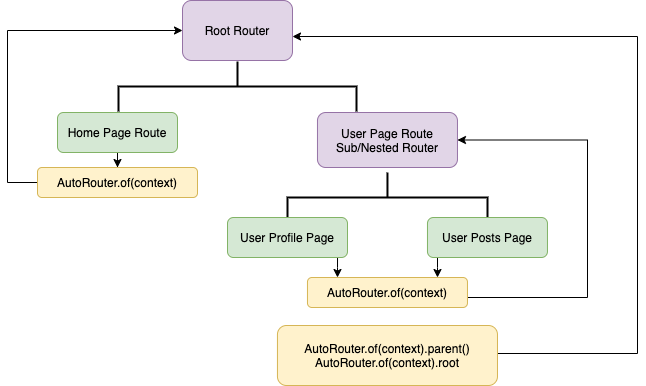 Root Router
Home Page Route
User Page Route
Sub/Nested Router
AutoRouter.of(context)
User Profile Page
User Posts Page
AutoRouter.of(context)
AutoRouter.of(context).parent()
AutoRouter.of(context).root